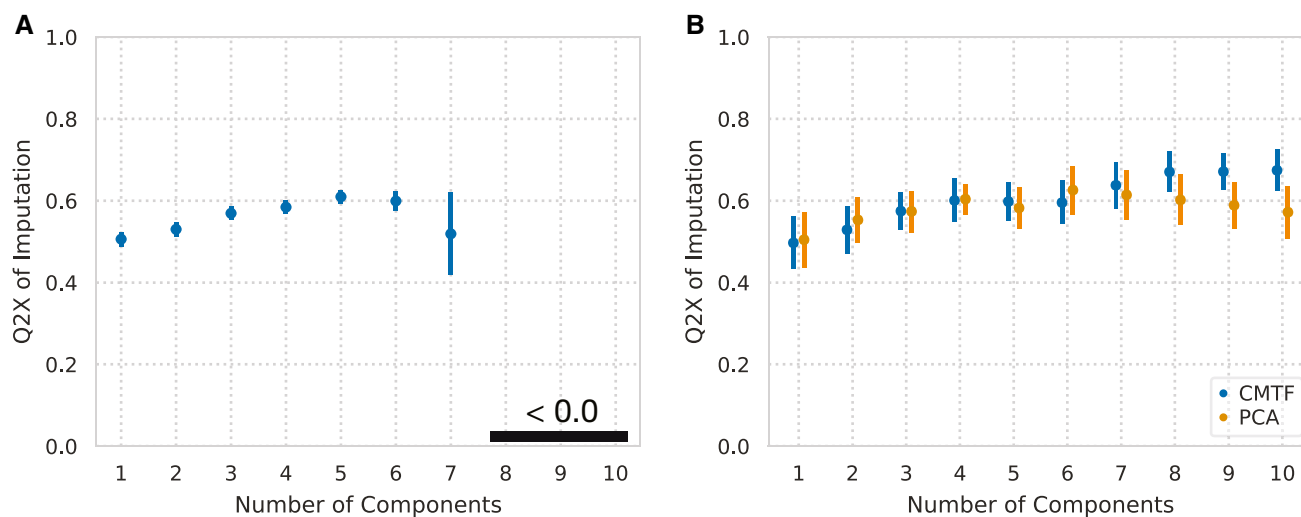 A
Q2X of Imputation
1.0
0.8
0.6
0.4
0.2
0.0
< 0.0
1 2 3 4 5 6 7 8 9 10
Number of Components
B
Q2X of Imputation
1.0
0.8
0.6
0.4
0.2
0.0
CMTF
PCA
1 2 3 4 5 6 7 8 9 10
Number of Components